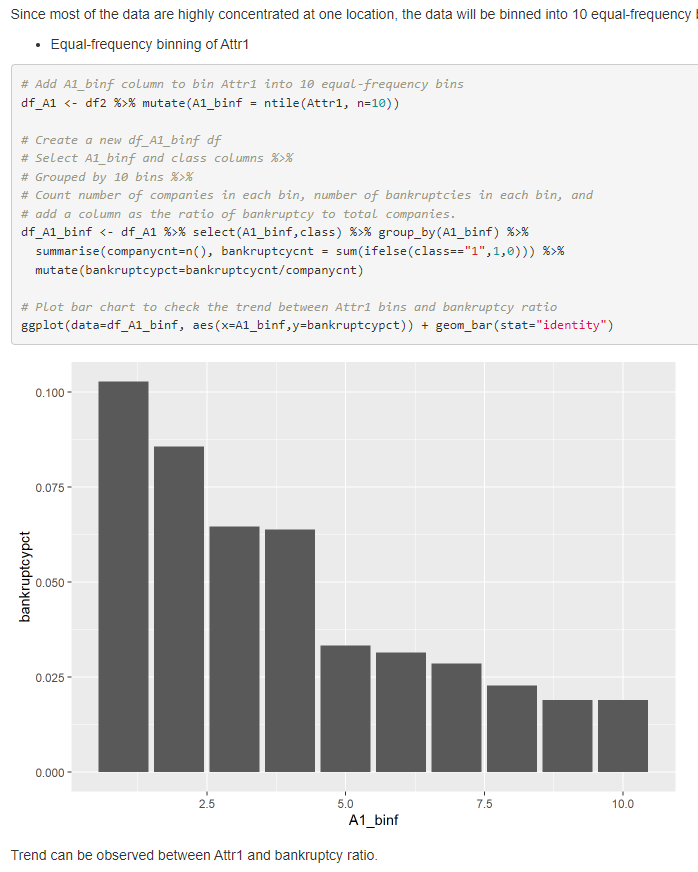 Since most of the data are highly concentrated at one location, the data will be binned into 10 equal-frequency
• Equal-frequency binning of Attr1
# Add A1_binf column to bin Attr1 into 10 equal-frequency bins
df_A1 <- df2 %>% mutate(A1_binf = ntile(Attr1, n=10))
# Create a new df_A1_binf df
# Select A1_binf and class columns %>%
# Grouped by 10 bins %>%
# Count number of companies in each bin, number of bankruptcies in each bin, and
# add a column as the ratio of bankruptcy to total companies.
df_A1_binf <- df_A1 %>% select(A1_binf,class) %>% group_by(A1_binf) %>%
summarise(companycnt=n(), bankruptcycnt = sum(ifelse(class=="1",1,0))) %>%
mutate(bankruptcypct=bankruptcycnt/companycnt)
# Plot bar chart to check the trend between Attr1 bins and bankruptcy ratio
ggplot(data=df_A1_binf, aes(x=A1_binf,y=bankruptcypct)) + geom_bar(stat="identity")
bankruptcypct
0.100
0.075
0.050
0.025
0.000
2.5 5.0 7.5 10.0
A1_binf
Trend can be observed between Attr1 and bankruptcy ratio.